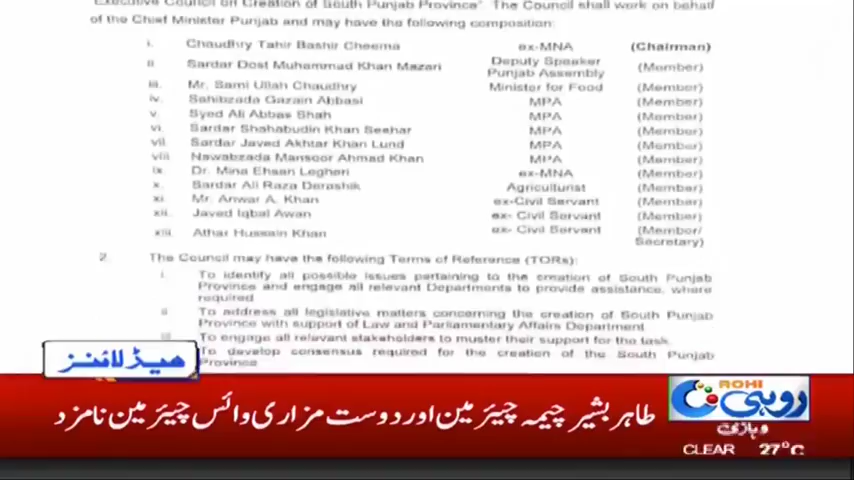 Executive Council on Creation of South Punjab Province". The Council shall work on behalf
of the Chief Minister Punjab and may have the following composition:
i. Chaudhry Tahir Bashir Cheema ex-MNA (Chairman)
ii Sardar Dost Muhammad Khan Mazari Deputy Speaker Punjab Assembly (Member)
iii. Mr. Sami Ullah Chaudhry Minister for Food (Member)
iv. Sahibzada Gazain Abbasi MPA (Member)
v. Syed Ali Abbas Shah MPA (Member)
vi. Sardar Shahabudin Khan Seehar MPA (Member)
vii Sardar Javed Akhtar Khan Lund MPA (Member)
viii Nawabzada Mansoor Ahmad Khan MPA (Member)
ix. Dr. Mina Ehsan Leghari ex-MNA (Member)
x. Sardar Ali Raza Derashik Agriculturist (Member)
xi. Mr. Anwar A. Khan ex-Civil Servant (Member)
xii. Javed Iqbal Awan ex- Civil Servant (Member)
xiii Athar Hussain Khan ex- Civil Servant (Member/ Secretary)
2. The Council may have the following Terms of Reference (TORs):
i. To identify all possible issues pertaining to the creation of South Punjab
Province and engage all relevant Departments to provide assistance, where
required
ii To address all legislative matters concerning the creation of South Punjab
Province with support of Law and Parliamentary Affairs Department
iii To engage all relevant stakeholders to muster their support for the task.
To develop consensus required for the creation of the South Punjab
Province
ہیڈلائنز
طاہر بشیر چیمہ چیئرمین اور دوست مزاری وائس چیئرمین نامزد
ROHI
روہی
وہاڑی
CLEAR 27°C